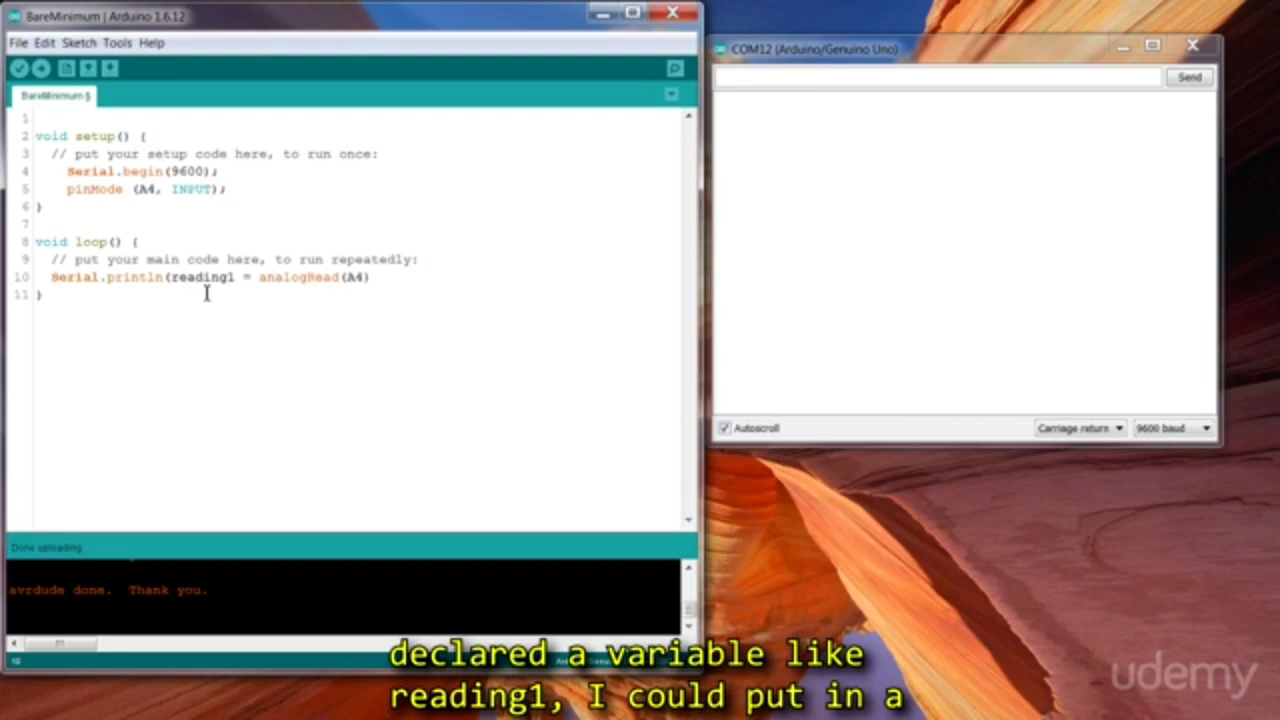 BareMinimum | Arduino 1.6.12
File Edit Sketch Tools Help
BareMinimum §
1
2 void setup() {
3 // put your setup code here, to run once:
4 Serial.begin(9600);
5 pinMode (A4, INPUT);
6 }
7
8 void loop() {
9 // put your main code here, to run repeatedly:
10 Serial.println(reading1 = analogRead(A4)
11 }
Done uploading
avrdude done.  Thank you.
COM12 (Arduino/Genuino Uno)
Send
Autoscroll
Carriage return
9600 baud
declared a variable like
reading1, I could put in a
udemy